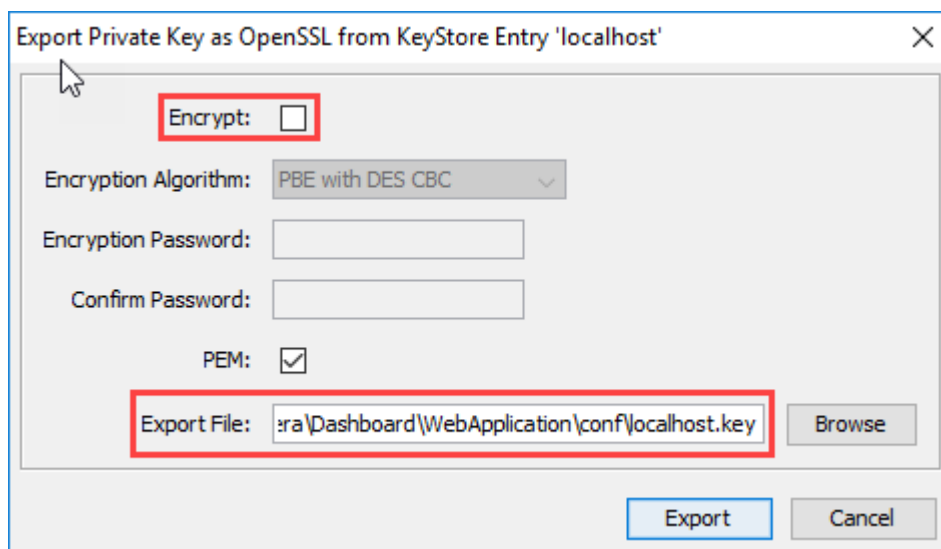 Export Private Key as OpenSSL from KeyStore Entry 'localhost'
Encrypt:
Encryption Algorithm: PBE with DES CBC
Encryption Password:
Confirm Password:
PEM:
Export File: era\Dashboard\WebApplication\conf\localhost.key Browse
Export Cancel